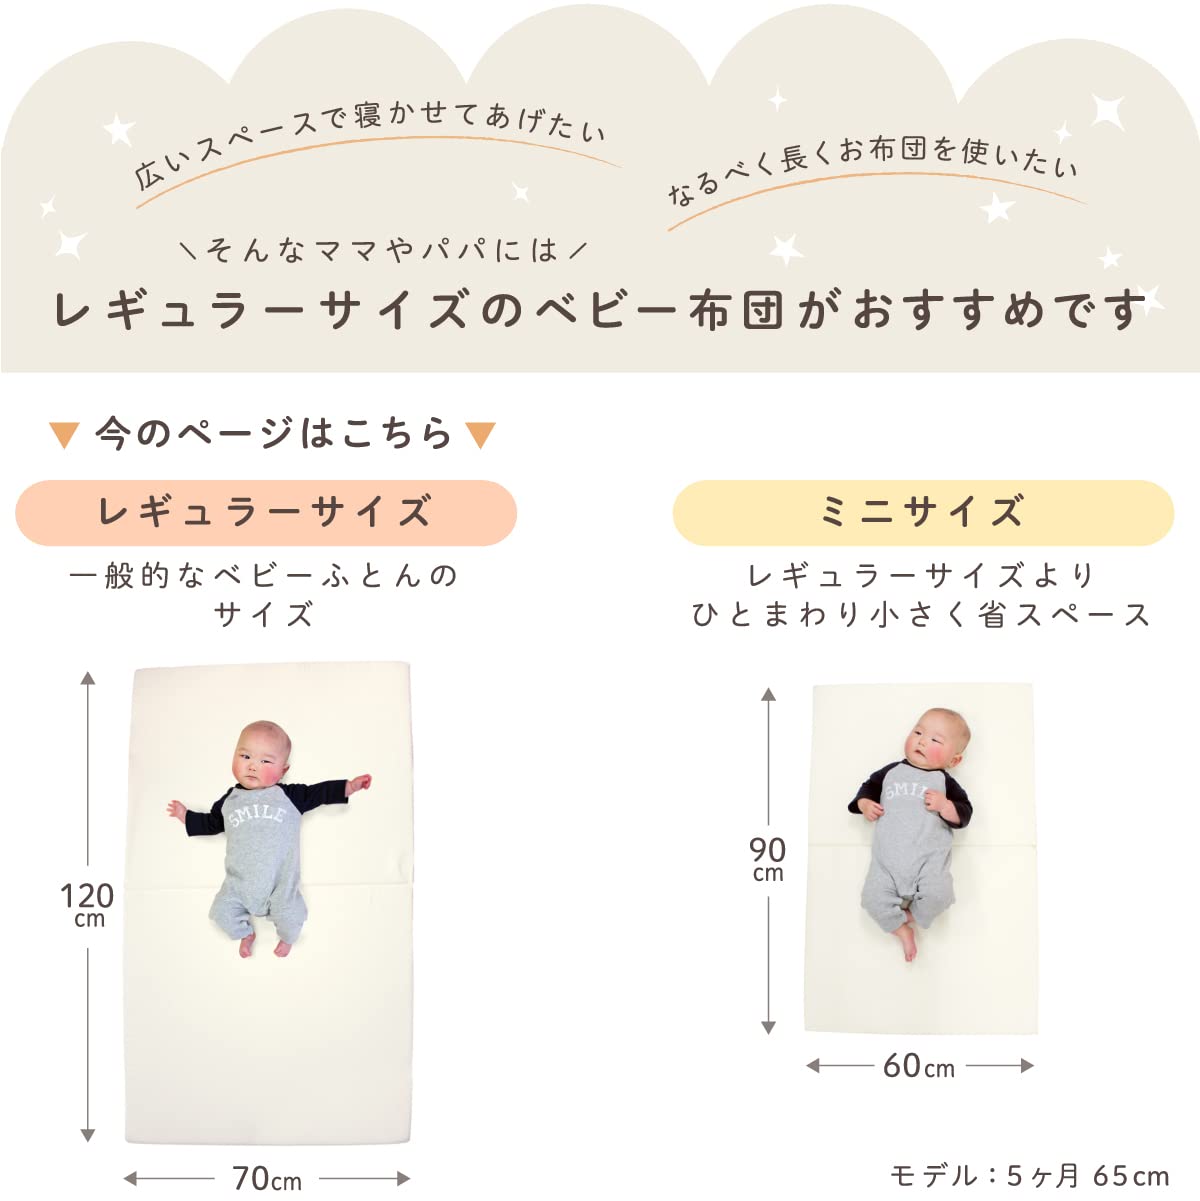 広いスペースで寝かせてあげたい
なるべく長くお布団を使いたい
\そんなママやパパには/
レギュラーサイズのベビー布団がおすすめです
▼今のページはこちら▼
レギュラーサイズ
一般的なベビーふとんの
サイズ
ミニサイズ
レギュラーサイズより
ひとまわり小さく省スペース
SMILE
120
cm
70cm
SMILE
90
cm
60cm
モデル：5ヶ月 65cm